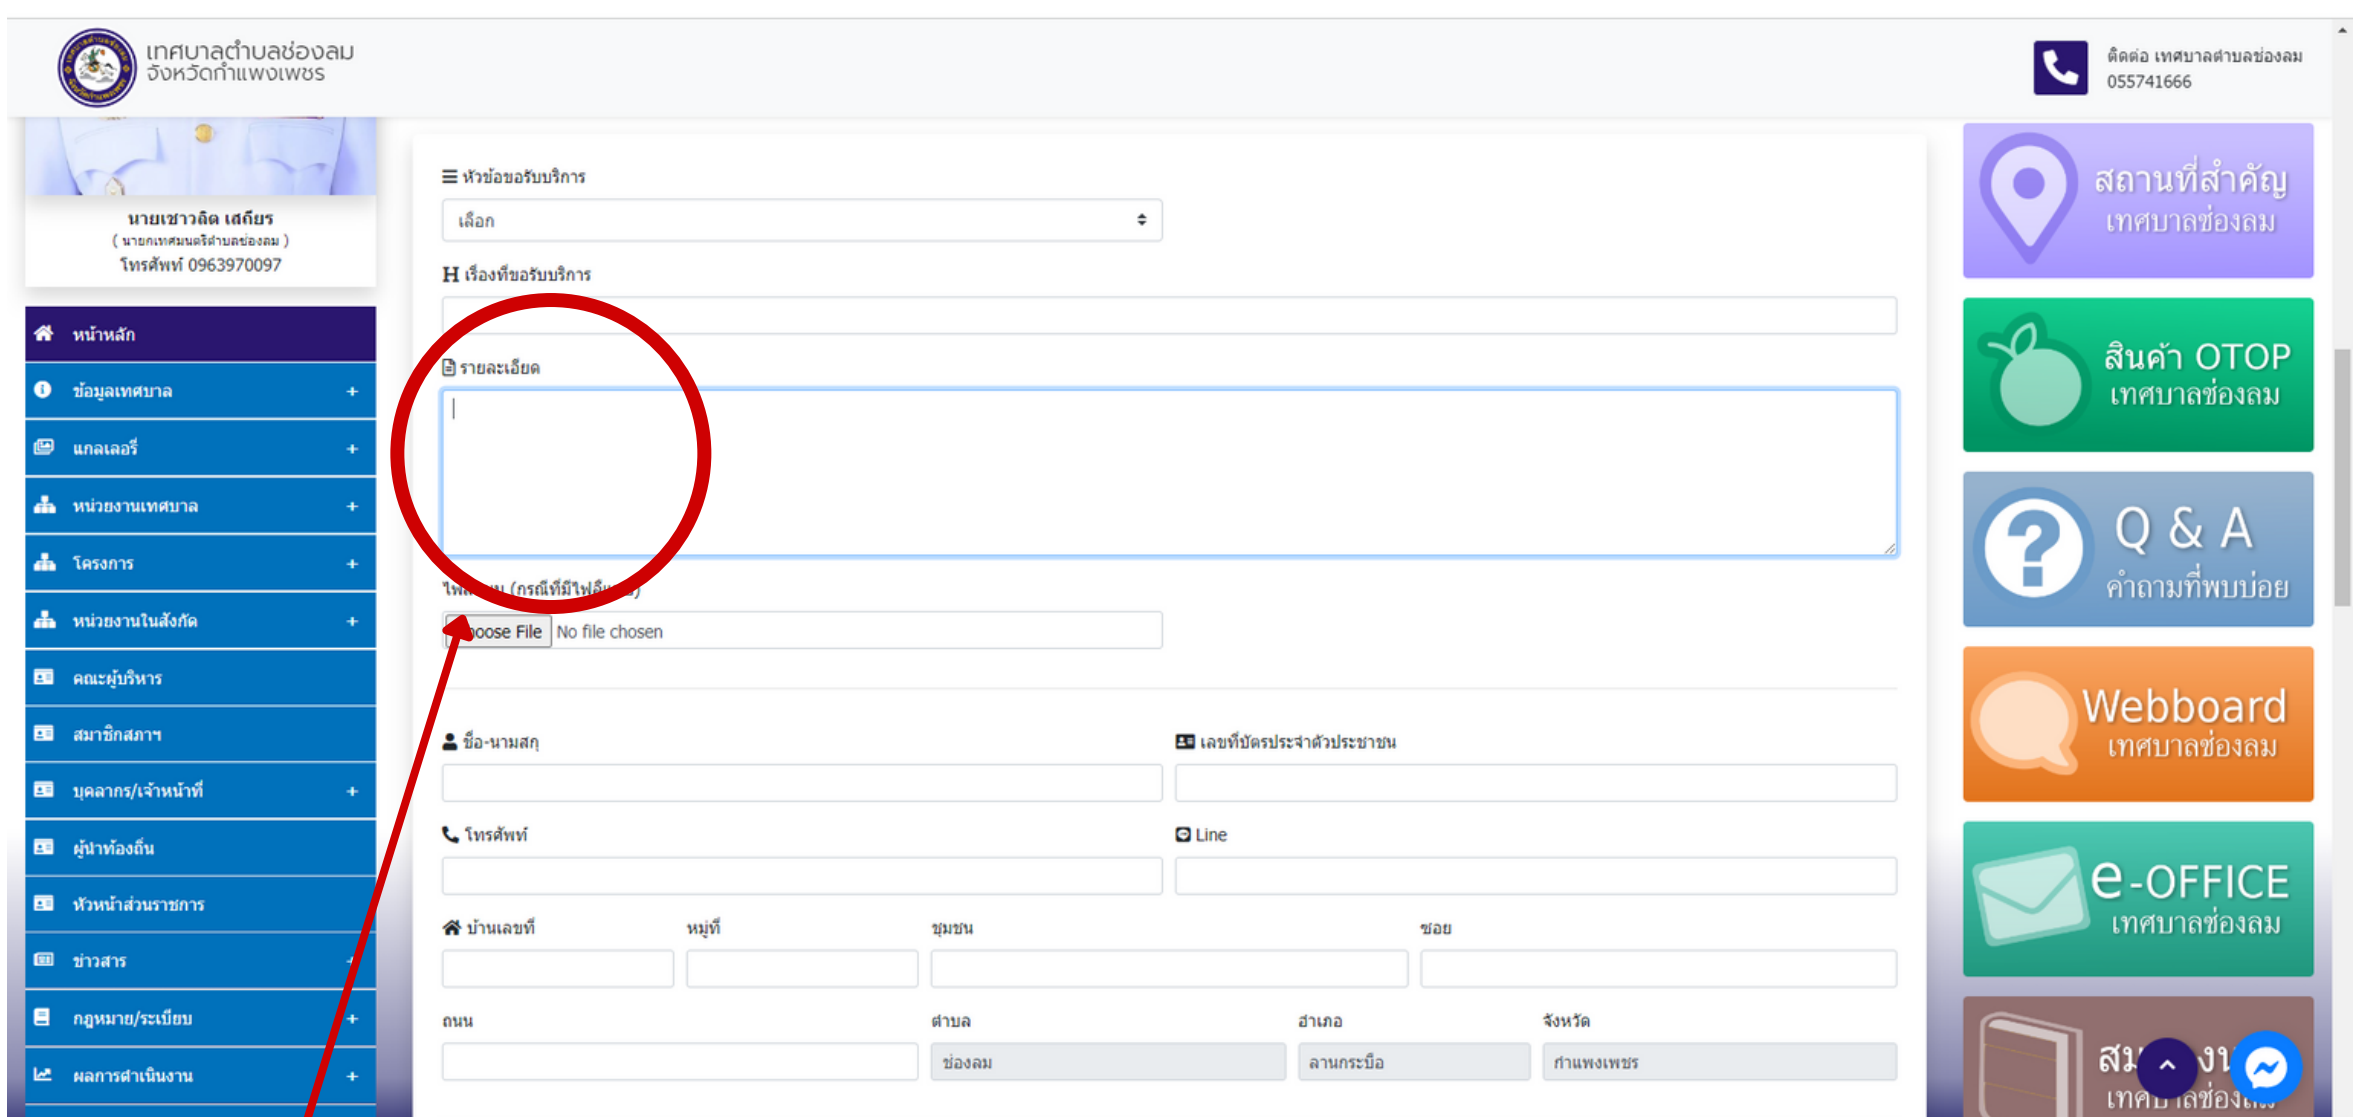 เทศบาลตำบลช่องลม
จังหวัดกำแพงเพชร
ติดต่อ เทศบาลตำบลช่องลม
055741666
นายเชาวลิต เสถียร
( นายกเทศมนตรีตำบลช่องลม )
โทรศัพท์ 0963970097
หน้าหลัก
ข้อมูลเทศบาล +
แกลเลอรี่ +
หน่วยงานเทศบาล +
โครงการ +
หน่วยงานในสังกัด +
คณะผู้บริหาร
สมาชิกสภาฯ
บุคลากร/เจ้าหน้าที่ +
ผู้นำท้องถิ่น
หัวหน้าส่วนราชการ
ข่าวสาร +
กฎหมาย/ระเบียบ +
ผลการดำเนินงาน +
หัวข้อขอรับบริการ
เลือก
เรื่องที่ขอรับบริการ
รายละเอียด
(กรณีที่มีไฟล์
Choose File No file chosen
ชื่อ-นามสกุ
เลขที่บัตรประจำตัวประชาชน
โทรศัพท์
Line
บ้านเลขที่ หมู่ที่ ชุมชน ซอย
ถนน ตำบล อำเภอ จังหวัด
ช่องลม ลานกระบือ กำแพงเพชร
สถานที่สำคัญ
เทศบาลช่องลม
สินค้า OTOP
เทศบาลช่องลม
Q & A
คำถามที่พบบ่อย
Webboard
เทศบาลช่องลม
e-OFFICE
เทศบาลช่องลม